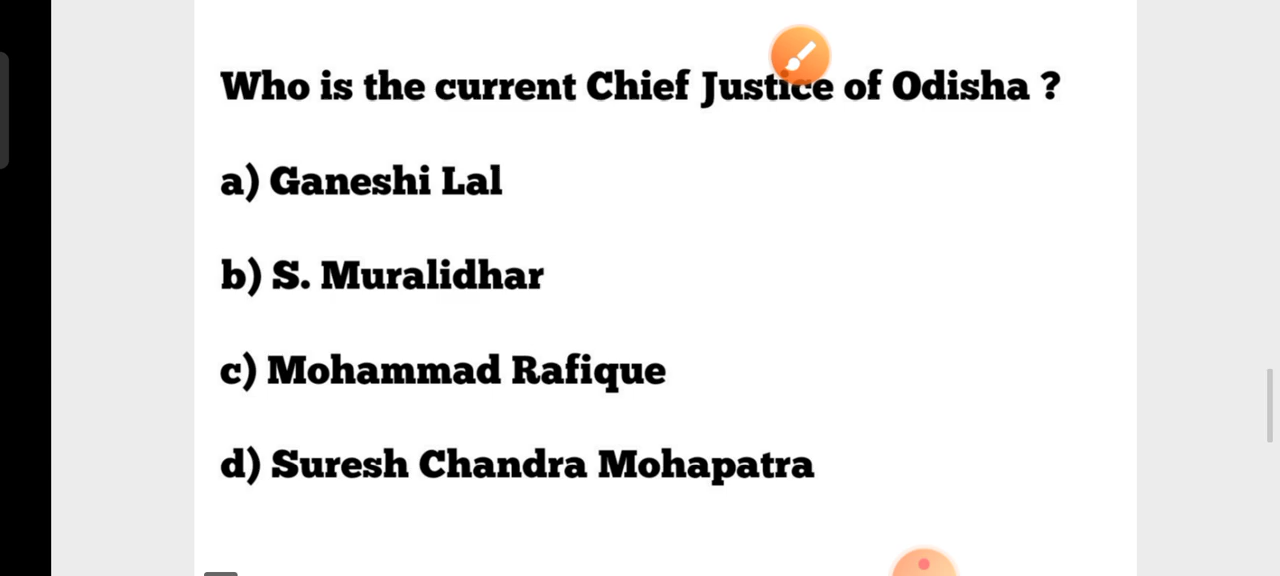 Who is the current Chief Justice of Odisha ?
a) Ganeshi Lal
b) S. Muralidhar
c) Mohammad Rafique
d) Suresh Chandra Mohapatra